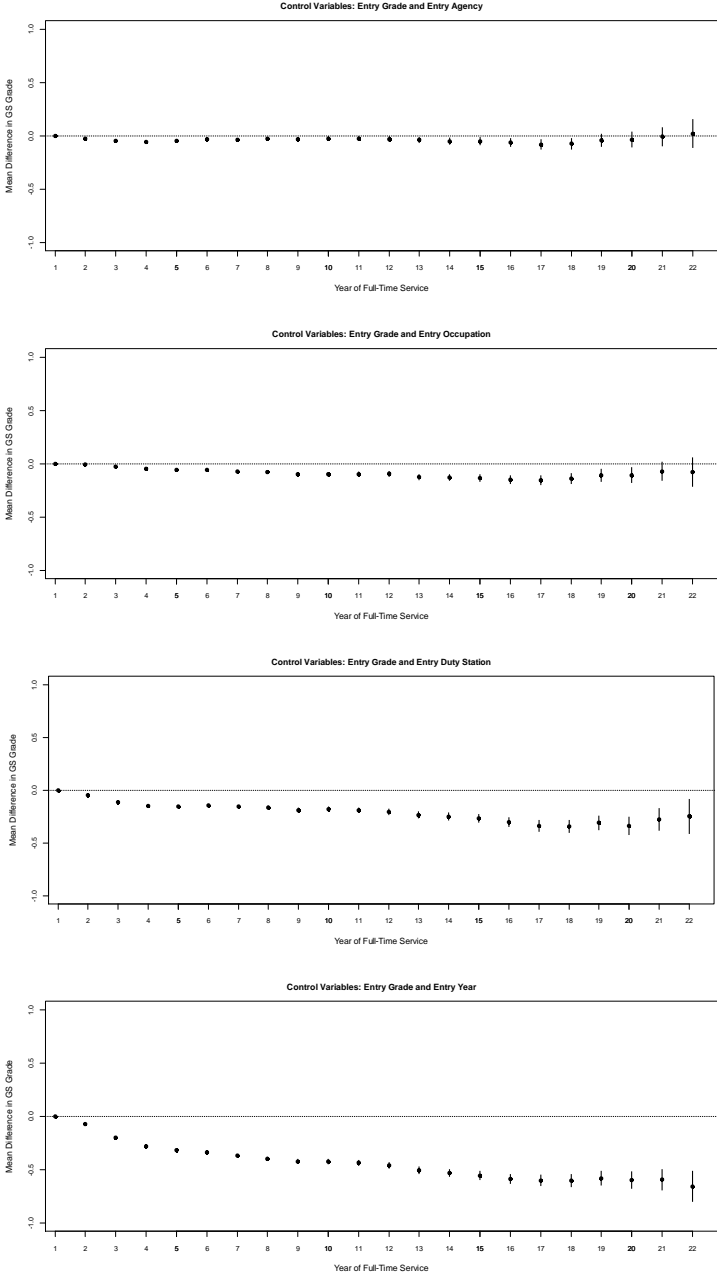 Control Variables: Entry Grade and Entry Agency
Mean Difference in GS Grade
1.0
0.5
0.0
-0.5
-1.0
1 2 3 4 5 6 7 8 9 10 11 12 13 14 15 16 17 18 19 20 21 22
Year of Full-Time Service
Control Variables: Entry Grade and Entry Occupation
Mean Difference in GS Grade
1.0
0.5
0.0
-0.5
-1.0
1 2 3 4 5 6 7 8 9 10 11 12 13 14 15 16 17 18 19 20 21 22
Year of Full-Time Service
Control Variables: Entry Grade and Entry Duty Station
Mean Difference in GS Grade
1.0
0.5
0.0
-0.5
-1.0
1 2 3 4 5 6 7 8 9 10 11 12 13 14 15 16 17 18 19 20 21 22
Year of Full-Time Service
Control Variables: Entry Grade and Entry Year
Mean Difference in GS Grade
1.0
0.5
0.0
-0.5
-1.0
1 2 3 4 5 6 7 8 9 10 11 12 13 14 15 16 17 18 19 20 21 22
Year of Full-Time Service